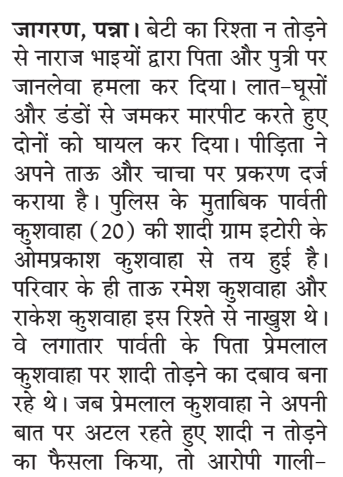 जागरण, पन्ना। बेटी का रिश्ता न तोड़ने
से नाराज भाइयों द्वारा पिता और पुत्री पर
जानलेवा हमला कर दिया। लात-घूसों
और डंडों से जमकर मारपीट करते हुए
दोनों को घायल कर दिया। पीड़िता ने
अपने ताऊ और चाचा पर प्रकरण दर्ज
कराया है। पुलिस के मुताबिक पार्वती
कुशवाहा (20) की शादी ग्राम इटोरी के
ओमप्रकाश कुशवाहा से तय हुई है।
परिवार के ही ताऊ रमेश कुशवाहा और
राकेश कुशवाहा इस रिश्ते से नाखुश थे।
वे लगातार पार्वती के पिता प्रेमलाल
कुशवाहा पर शादी तोड़ने का दबाव बना
रहे थे। जब प्रेमलाल कुशवाहा ने अपनी
बात पर अटल रहते हुए शादी न तोड़ने
का फैसला किया, तो आरोपी गाली-